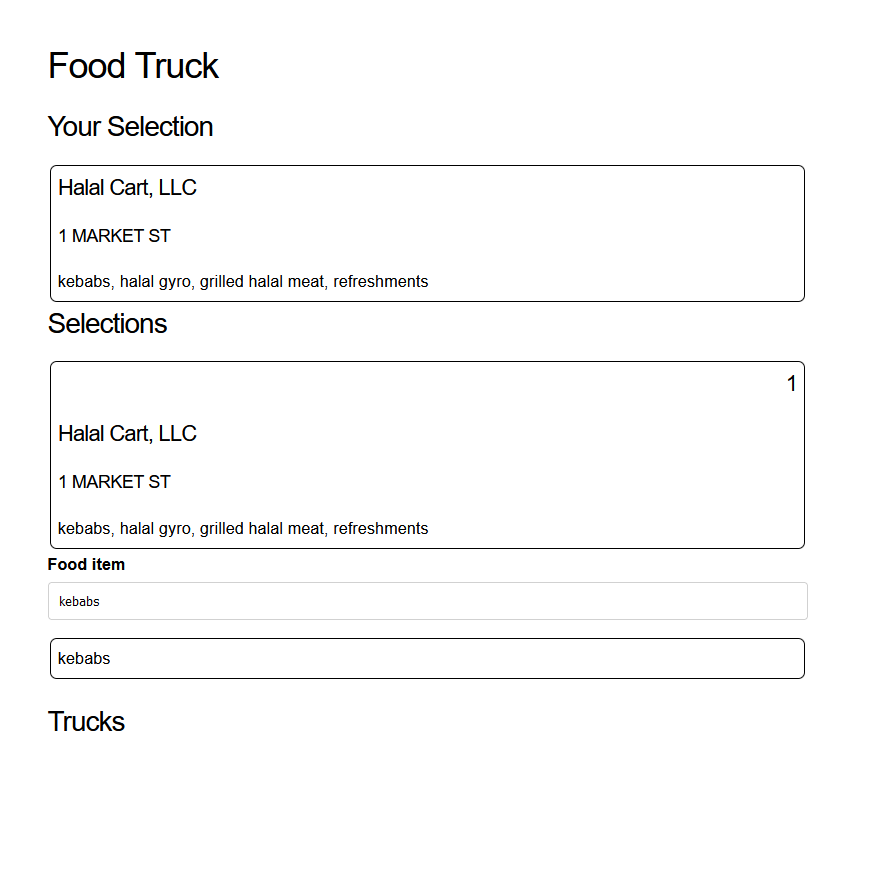 Food Truck
Your Selection
Halal Cart, LLC
1 MARKET ST
kebabs, halal gyro, grilled halal meat, refreshments
Selections
1
Halal Cart, LLC
1 MARKET ST
kebabs, halal gyro, grilled halal meat, refreshments
Food item
kebabs
kebabs
Trucks